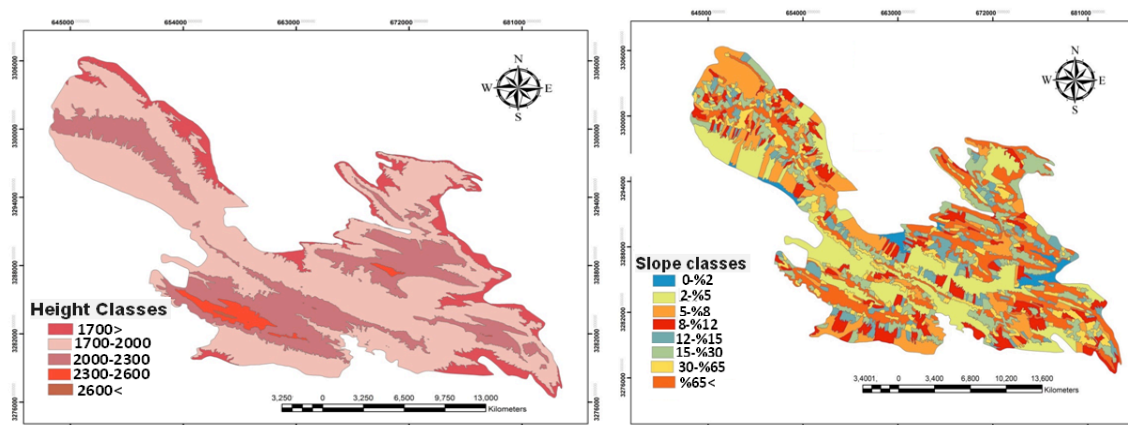 645000 654000 663000 672000 681000
N
W E
S
3306000
3300000
3294000
3288000
3282000
3276000
Height Classes
1700>
1700-2000
2000-2300
2300-2600
2600<
3,250 0 3,250 6,500 9,750 13,000
Kilometers
645000 654000 663000 672000 681000
N
W E
S
3306000
3300000
3294000
3288000
3282000
3276000
Slope classes
0-%2
2-%5
5-%8
8-%12
12-%15
15-%30
30-%65
%65<
3,4001, 0 3,400 6,800 10,200 13,600
Kilometers